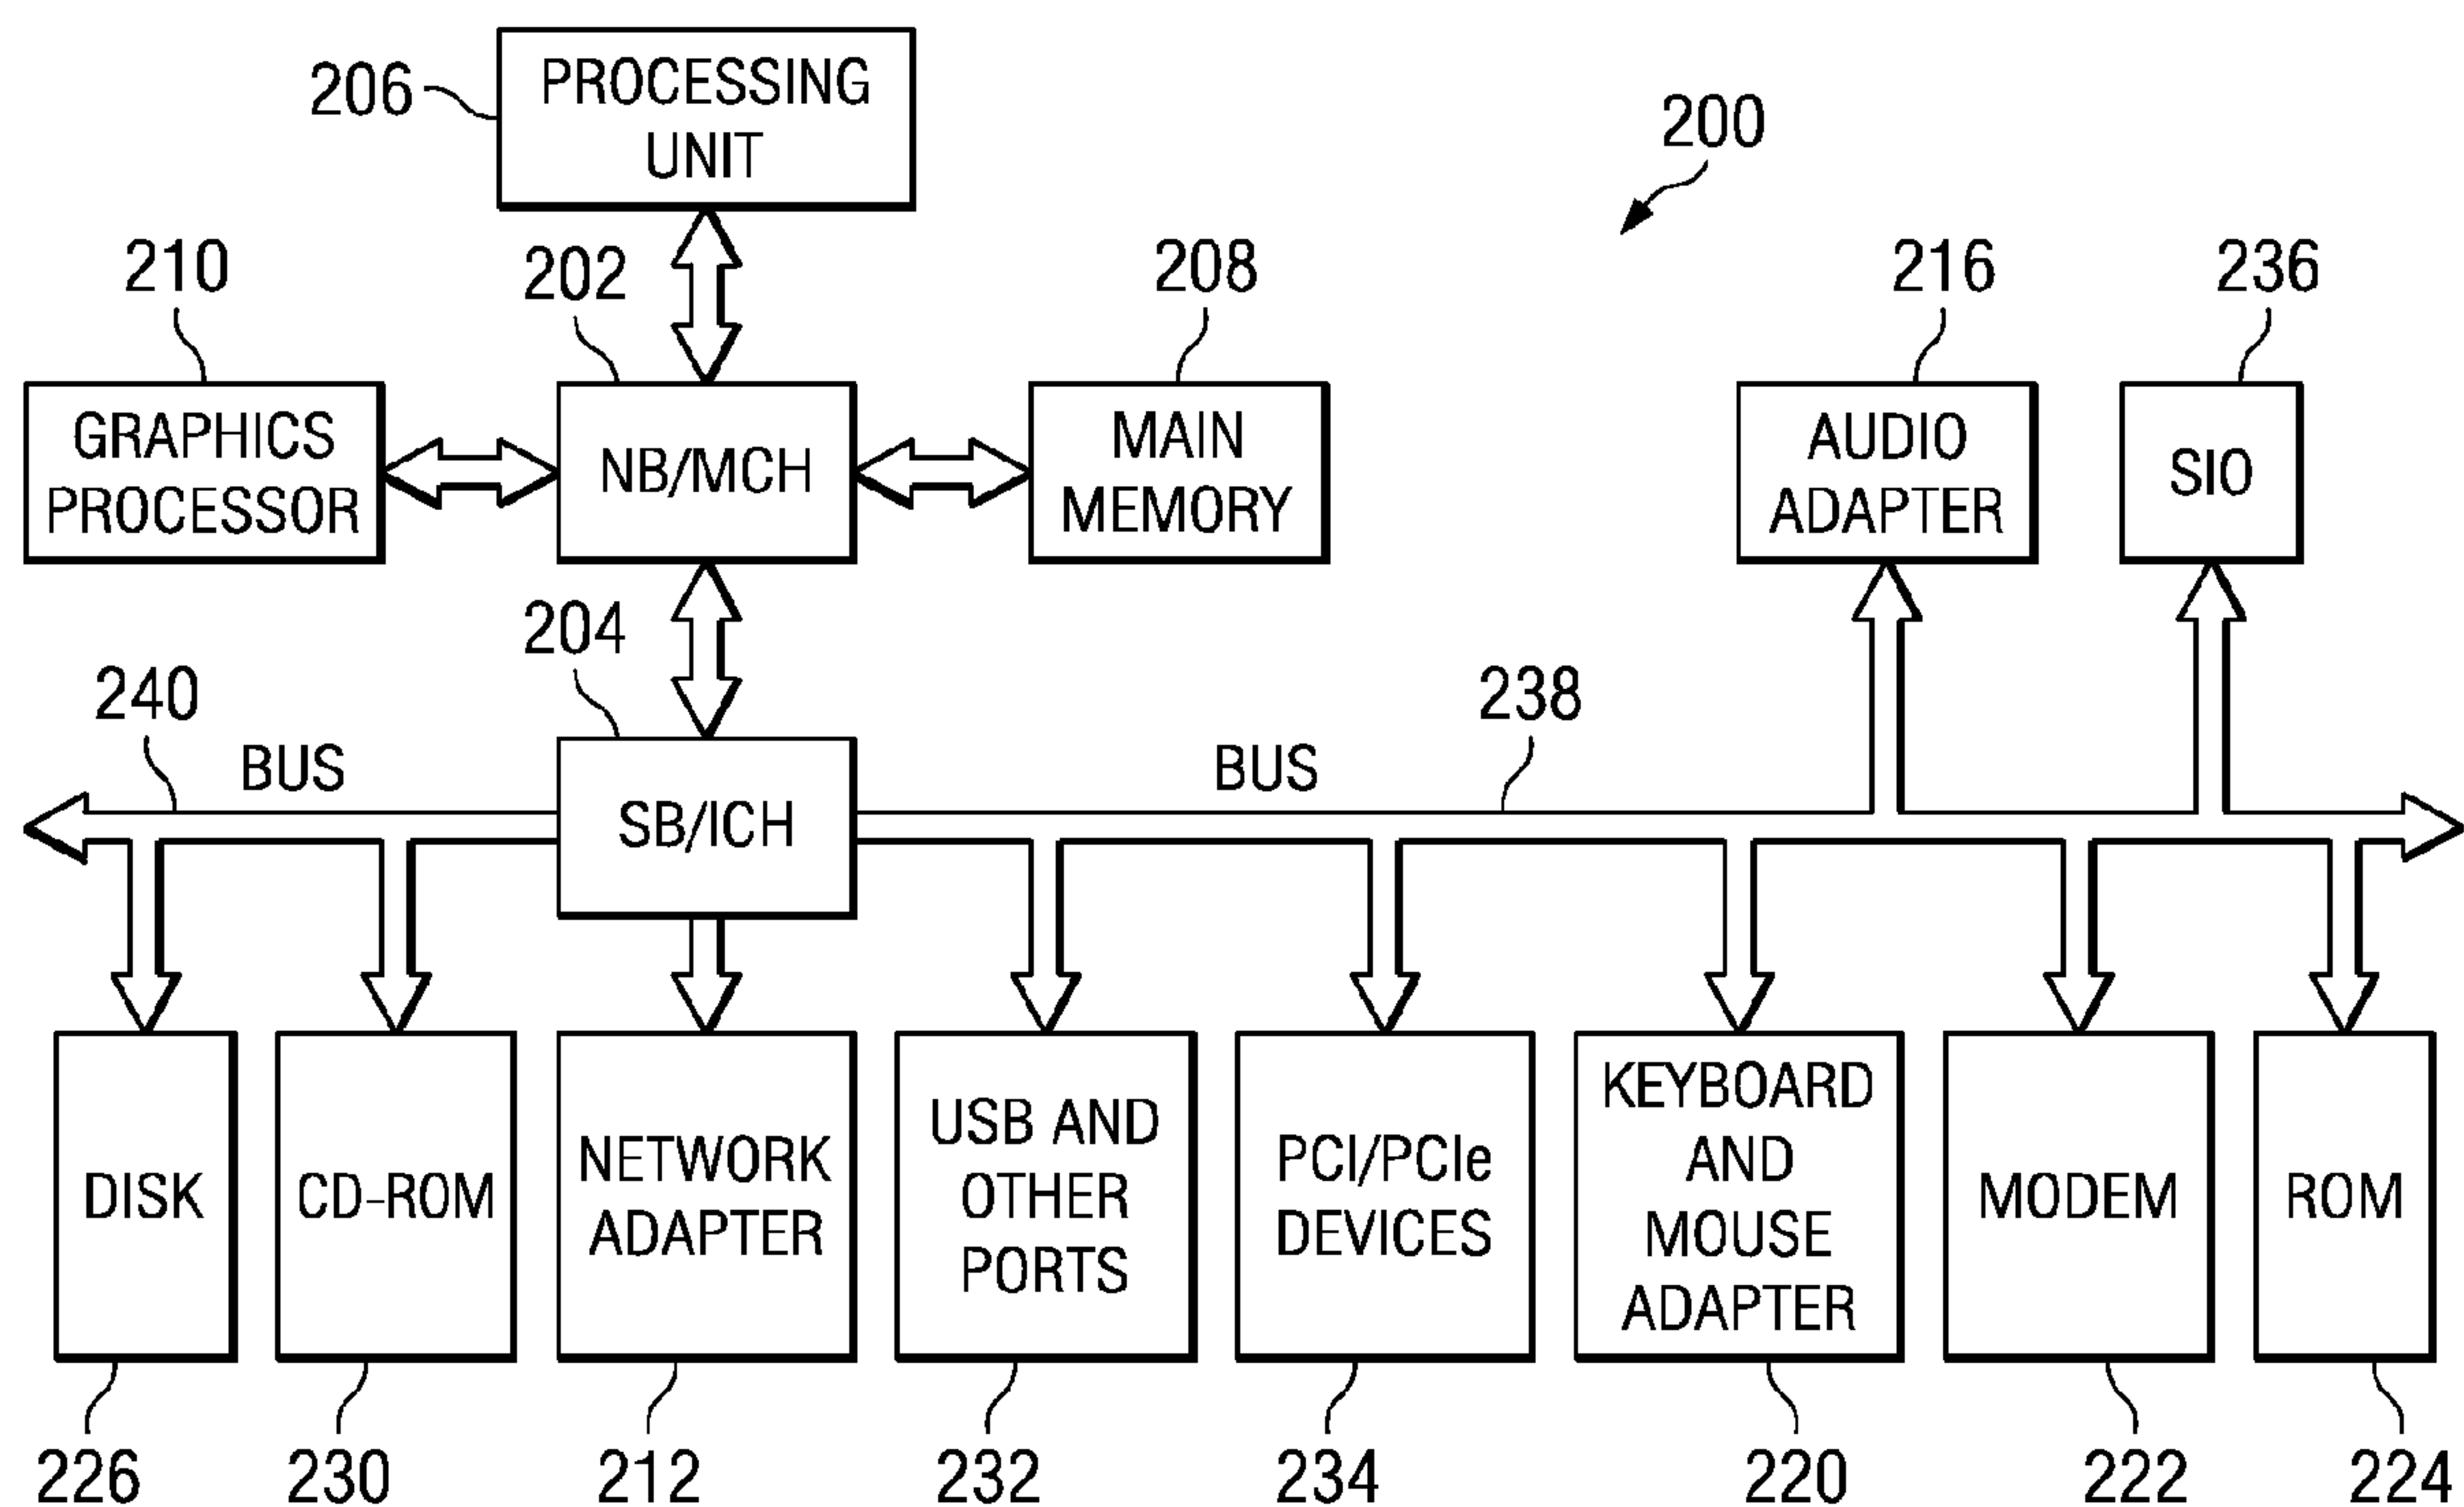 206
PROCESSING
UNIT
200
210
202
208
216
236
GRAPHICS
PROCESSOR
NB/MCH
MAIN
MEMORY
AUDIO
ADAPTER
SIO
204
240
238
BUS
SB/ICH
BUS
DISK
CD-ROM
NETWORK
ADAPTER
USB AND
OTHER
PORTS
PCI/PCIe
DEVICES
KEYBOARD
AND
MOUSE
ADAPTER
MODEM
ROM
226
230
212
232
234
220
222
224